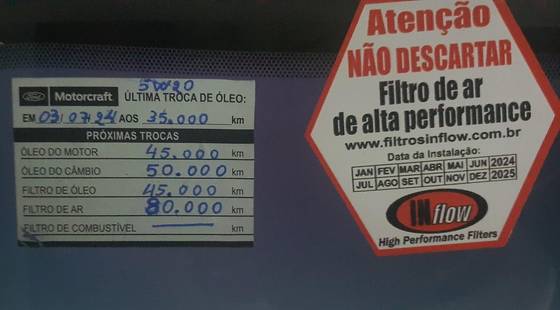 5W20
Ford Motorcraft ÚLTIMA TROCA DE ÓLEO:
EM 03/07/24 AOS 35.000 km
PRÓXIMAS TROCAS
ÓLEO DO MOTOR 45.000 km
ÓLEO DO CÂMBIO 50.000 km
FILTRO DE ÓLEO 45.000 km
FILTRO DE AR 80.000 km
FILTRO DE COMBUSTÍVEL km
Atenção
NÃO DESCARTAR
Filtro de ar
de alta performance
www.filtrosinflow.com.br
Data da Instalação:
JAN FEV MAR ABR MAI JUN 2024
JUL AGO SET OUT NOV DEZ 2025
INflow
High Performance Filters